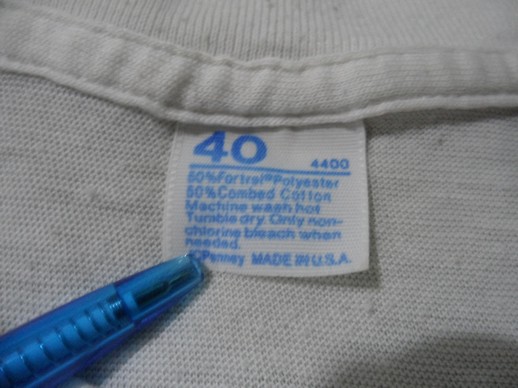 40 4400
50%Fortrel®Polyester
50%Combed Cotton
Machine wash hot
Tumble dry. Only non-
chlorine bleach when
needed.
JCPenney MADE IN U.S.A.